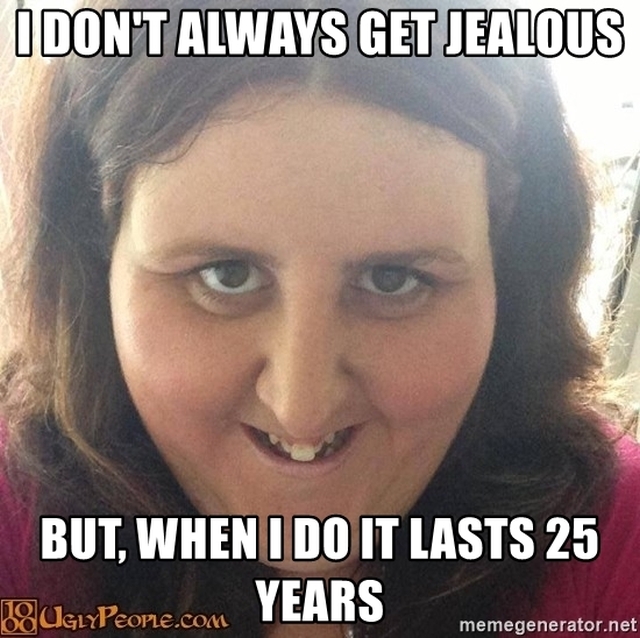 I DON'T ALWAYS GET JEALOUS
BUT, WHEN I DO IT LASTS 25
YEARS
UglyPeople.com
memegenerator.net